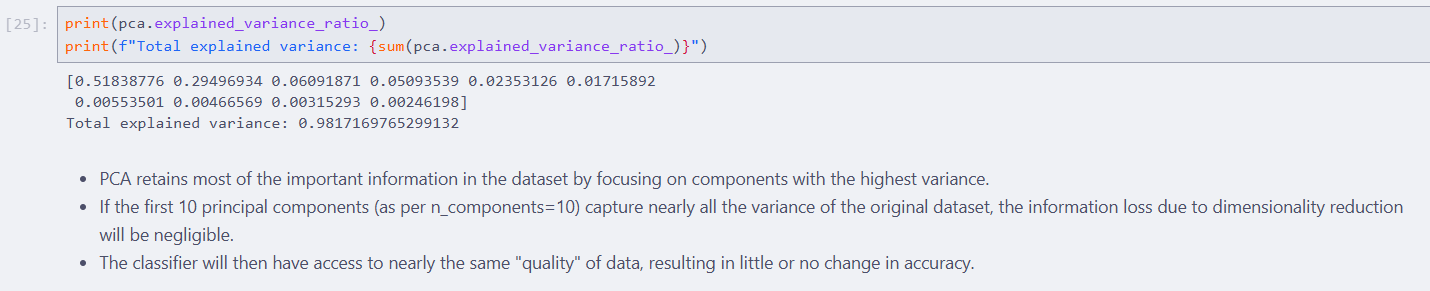 [25]: print(pca.explained_variance_ratio_)
print(f"Total explained variance: {sum(pca.explained_variance_ratio_)}")
[0.51838776 0.29496934 0.06091871 0.05093539 0.02353126 0.01715892
0.00553501 0.00466569 0.00315293 0.00246198]
Total explained variance: 0.9817169765299132
• PCA retains most of the important information in the dataset by focusing on components with the highest variance.
• If the first 10 principal components (as per n_components=10) capture nearly all the variance of the original dataset, the information loss due to dimensionality reduction
will be negligible.
• The classifier will then have access to nearly the same "quality" of data, resulting in little or no change in accuracy.